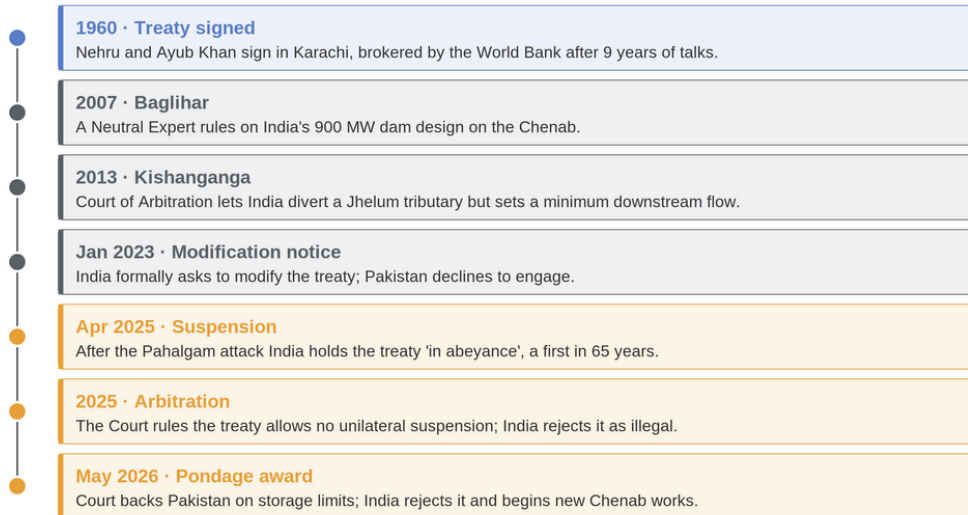 1960 · Treaty signed
Nehru and Ayub Khan sign in Karachi, brokered by the World Bank after 9 years of talks.
2007 · Baglihar
A Neutral Expert rules on India's 900 MW dam design on the Chenab.
2013 · Kishanganga
Court of Arbitration lets India divert a Jhelum tributary but sets a minimum downstream flow.
Jan 2023 · Modification notice
India formally asks to modify the treaty; Pakistan declines to engage.
Apr 2025 · Suspension
After the Pahalgam attack India holds the treaty 'in abeyance', a first in 65 years.
2025 · Arbitration
The Court rules the treaty allows no unilateral suspension; India rejects it as illegal.
May 2026 · Pondage award
Court backs Pakistan on storage limits; India rejects it and begins new Chenab works.